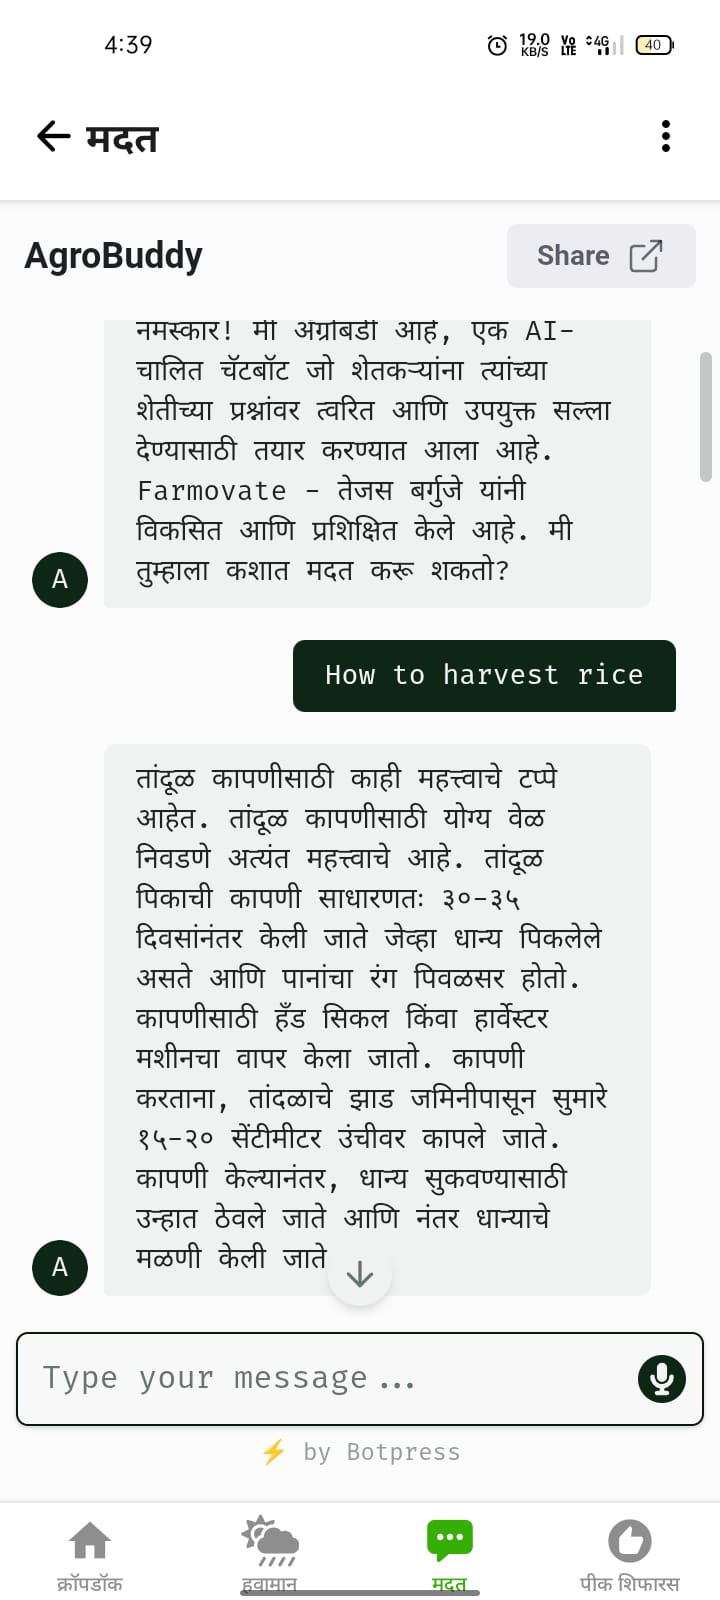 4:39
19.0 KB/S Vo LTE 4G 40
मदत
AgroBuddy
Share
नमस्कार! मी अ‍ॅग्रोबडी आहे, एक AI-
चालित चॅटबॉट जो शेतकऱ्यांना त्यांच्या
शेतीच्या प्रश्नांवर त्वरित आणि उपयुक्त सल्ला
देण्यासाठी तयार करण्यात आला आहे.
Farmovate - तेजस बर्गुजे यांनी
विकसित आणि प्रशिक्षित केले आहे. मी
तुम्हाला कशात मदत करू शकतो?
A
How to harvest rice
तांदूळ कापणीसाठी काही महत्त्वाचे टप्पे
आहेत. तांदूळ कापणीसाठी योग्य वेळ
निवडणे अत्यंत महत्त्वाचे आहे. तांदूळ
पिकाची कापणी साधारणतः ३०-३५
दिवसांनंतर केली जाते जेव्हा धान्य पिकलेले
असते आणि पानांचा रंग पिवळसर होतो.
कापणीसाठी हँड सिकल किंवा हार्वेस्टर
मशीनचा वापर केला जातो. कापणी
करताना, तांदळाचे झाड जमिनीपासून सुमारे
१५-२० सेंटीमीटर उंचीवर कापले जाते.
कापणी केल्यानंतर, धान्य सुकवण्यासाठी
उन्हात ठेवले जाते आणि नंतर धान्याचे
मळणी केली जाते
A
Type your message...
⚡ by Botpress
क्रॉपडॉक
हवामान
मदत
पीक शिफारस